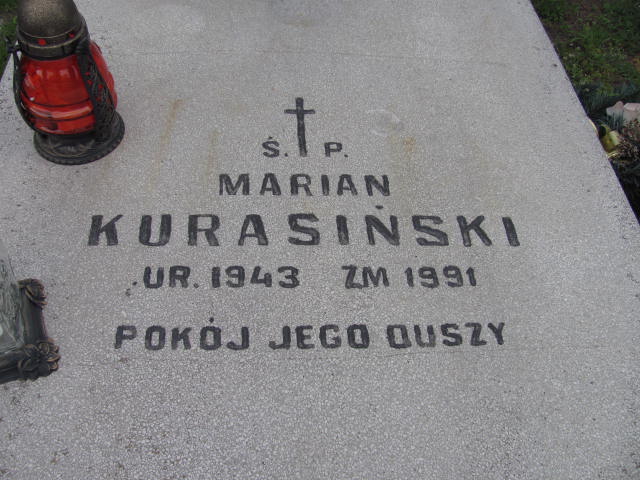 Ś. P.
MARIAN
KURASIŃSKI
UR. 1943 ZM 1991
POKÓJ JEGO DUSZY